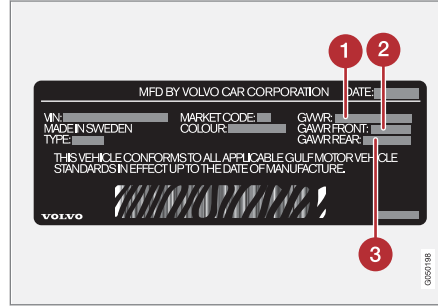 1
2
MFD BY VOLVO CAR CORPORATION DATE:
VIN: MARKET CODE: GVWR:
MADE IN SWEDEN COLOUR: GAWR FRONT:
TYPE: GAWR REAR:
THIS VEHICLE CONFORMS TO ALL APPLICABLE GULF MOTOR VEHICLE
STANDARDS IN EFFECT UP TO THE DATE OF MANUFACTURE.
VOLVO
3
G050198